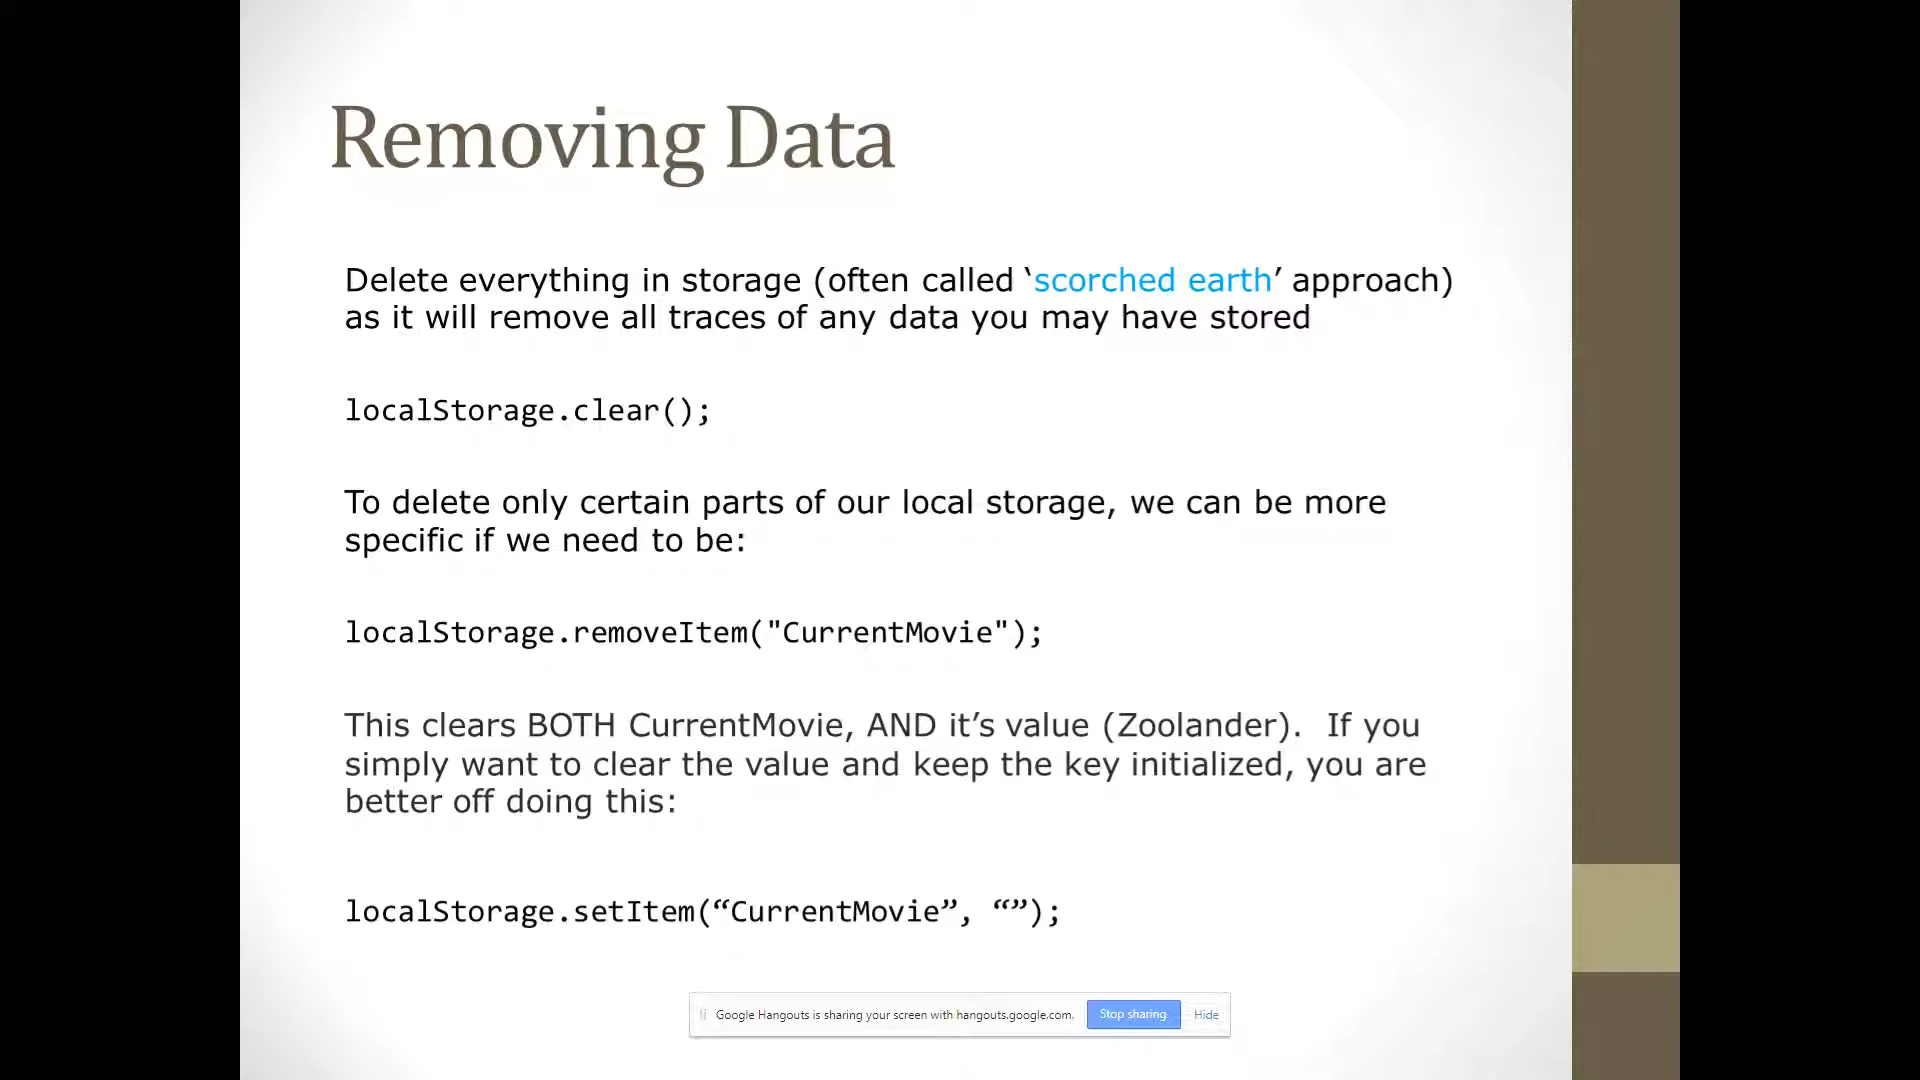 Removing Data
Delete everything in storage (often called ‘scorched earth’ approach)
as it will remove all traces of any data you may have stored
localStorage.clear();
To delete only certain parts of our local storage, we can be more
specific if we need to be:
localStorage.removeItem("CurrentMovie");
This clears BOTH CurrentMovie, AND it’s value (Zoolander).  If you
simply want to clear the value and keep the key initialized, you are
better off doing this:
localStorage.setItem(“CurrentMovie”, “”);
Google Hangouts is sharing your screen with hangouts.google.com. Stop sharing Hide